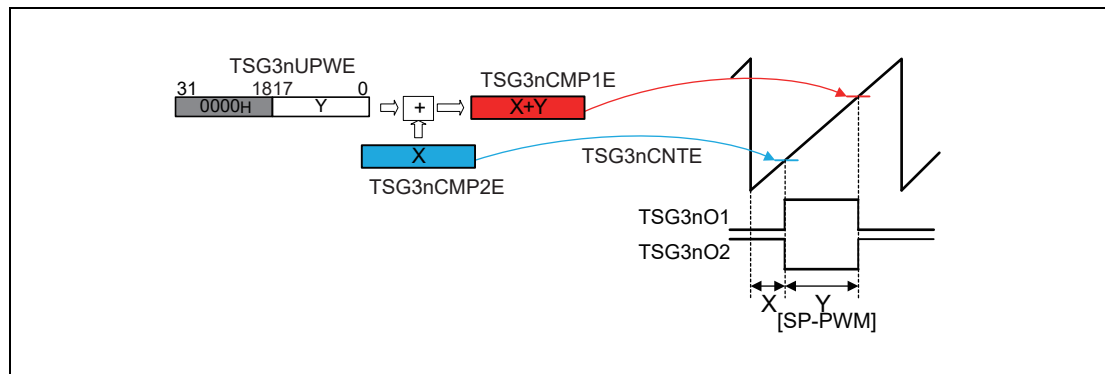 TSG3nUPWE
31 1817 0
0000H Y
+
TSG3nCMP1E
X+Y
X
TSG3nCMP2E
TSG3nCNTE
TSG3nO1
TSG3nO2
X Y
[SP-PWM]